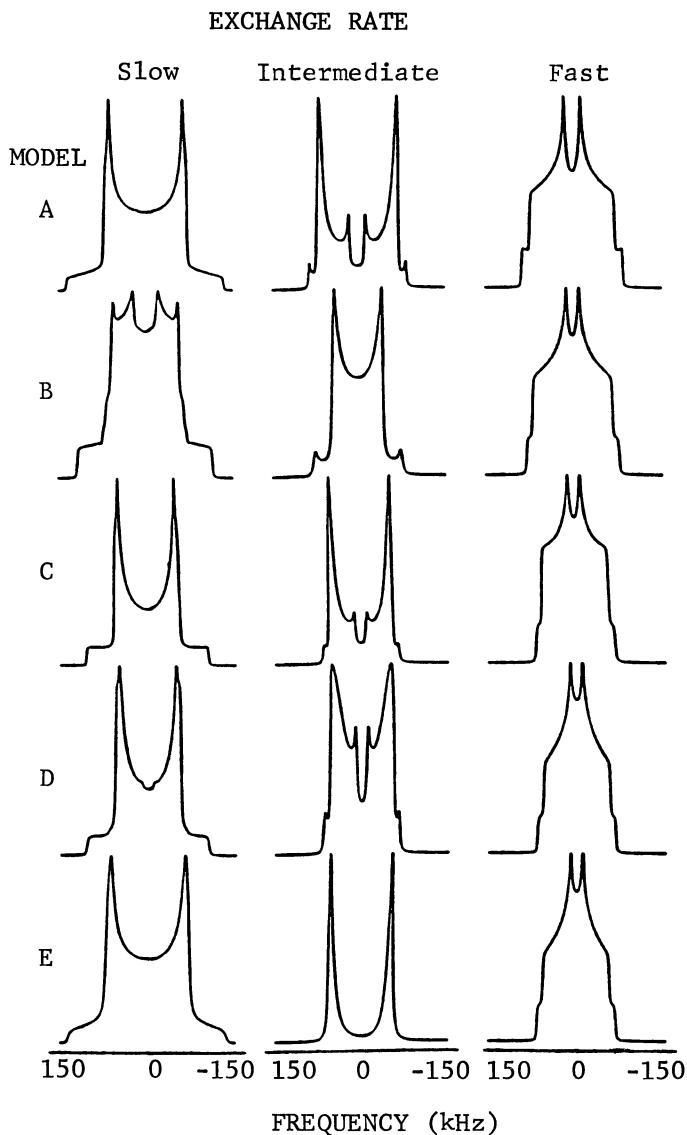 EXCHANGE RATE
Slow Intermediate Fast
MODEL
A
B
C
D
E
150 0 -150 150 0 -150 150 0 -150
FREQUENCY (kHz)